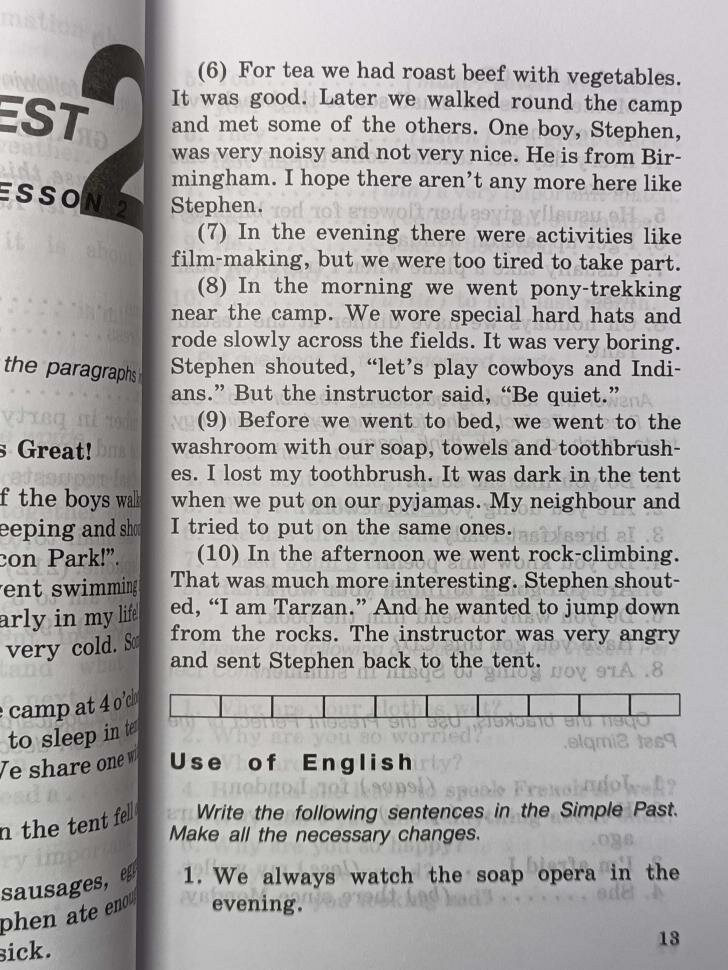 EST 2
ESSON 2
the paragraphs
s Great!
f the boys
eeping and
con Park!".
ent swimming
arly in my life!
very cold.
camp at 4 o'clo
to sleep in
We share one
n the tent fell
sausages,
phen ate
sick.
(6) For tea we had roast beef with vegetables.
It was good. Later we walked round the camp
and met some of the others. One boy, Stephen,
was very noisy and not very nice. He is from Bir-
mingham. I hope there aren't any more here like
Stephen.
(7) In the evening there were activities like
film-making, but we were too tired to take part.
(8) In the morning we went pony-trekking
near the camp. We wore special hard hats and
rode slowly across the fields. It was very boring.
Stephen shouted, "let's play cowboys and Indi-
ans." But the instructor said, "Be quiet."
(9) Before we went to bed, we went to the
washroom with our soap, towels and toothbrush-
es. I lost my toothbrush. It was dark in the tent
when we put on our pyjamas. My neighbour and
I tried to put on the same ones.
(10) In the afternoon we went rock-climbing.
That was much more interesting. Stephen shout-
ed, "I am Tarzan." And he wanted to jump down
from the rocks. The instructor was very angry
and sent Stephen back to the tent.
Use of English
Write the following sentences in the Simple Past.
Make all the necessary changes.
1. We always watch the soap opera in the
evening.
13